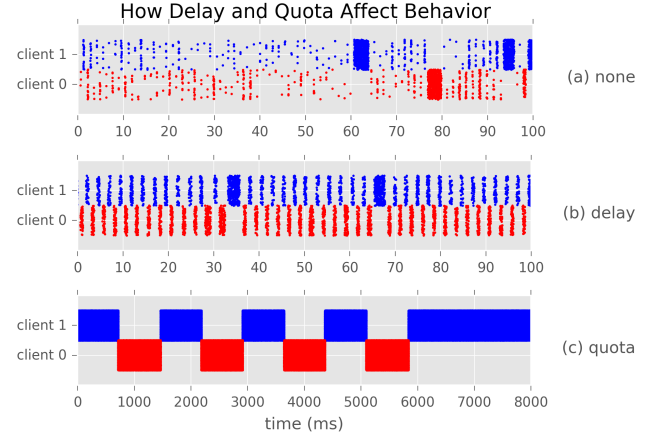 How Delay and Quota Affect Behavior
client 1
client 0
0 10 20 30 40 50 60 70 80 90 100
(a) none
client 1
client 0
0 10 20 30 40 50 60 70 80 90 100
(b) delay
client 1
client 0
0 1000 2000 3000 4000 5000 6000 7000 8000
(c) quota
time (ms)